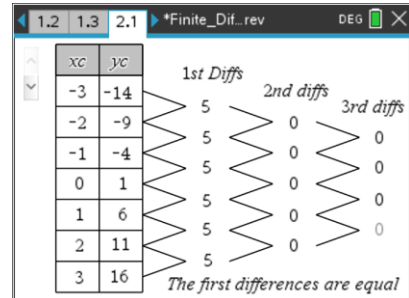 1.2 1.3 2.1 *Finite_Dif...rev DEG
xc yc 1st Diffs 2nd diffs 3rd diffs
-3 -14
5
-2 -9 0
5 0
-1 -4 0
5 0
0 1 0
5 0
1 6 0
5 0
2 11 0
5
3 16
The first differences are equal